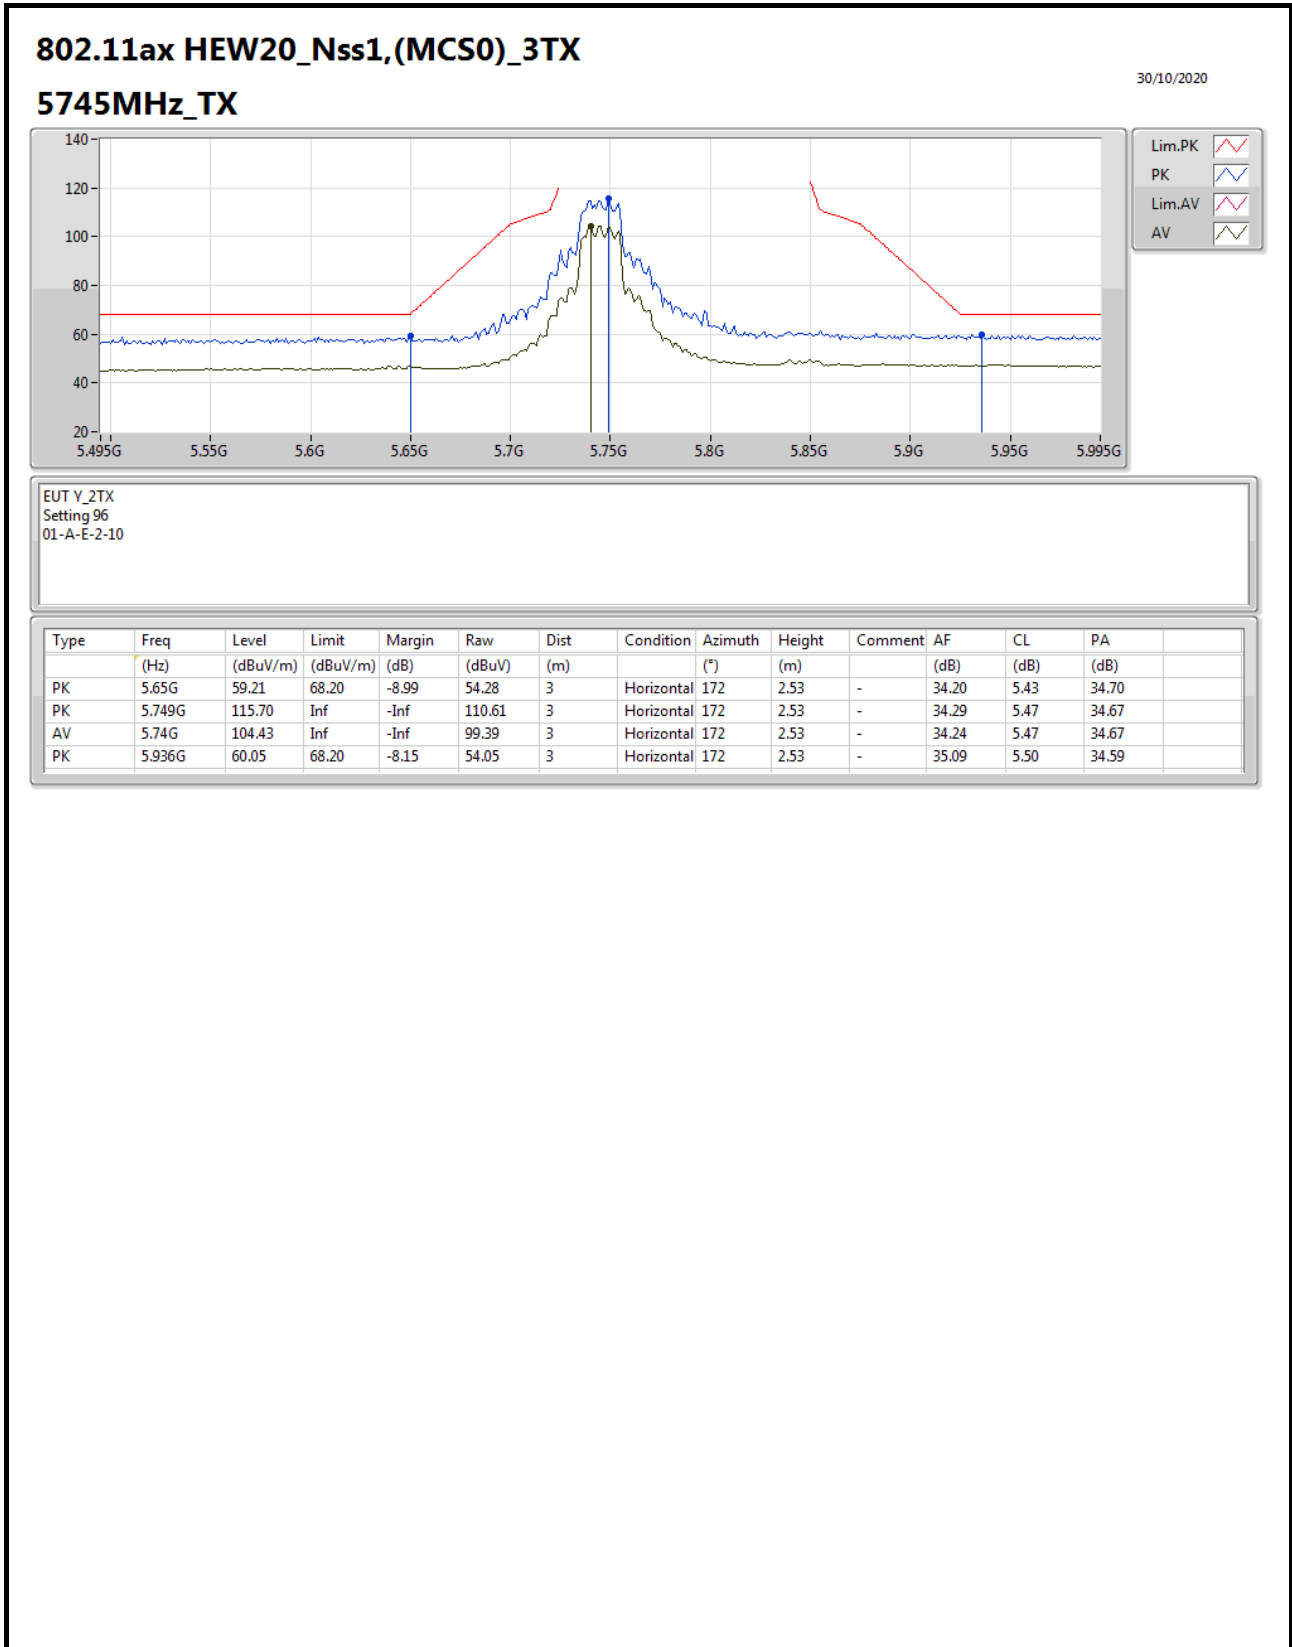 802.11ax HEW20_Nss1,(MCS0)_3TX
30/10/2020
5745MHz_TX
140
120
100
80
60
40
20
5.495G 5.55G 5.6G 5.65G 5.7G 5.75G 5.8G 5.85G 5.9G 5.95G 5.995G
Lim.PK
PK
Lim.AV
AV
EUT Y_2TX
Setting 96
01-A-E-2-10
Type Freq Level Limit Margin Raw Dist Condition Azimuth Height Comment AF CL PA
(Hz) (dBuV/m) (dBuV/m) (dB) (dBuV) (m) (°) (m) (dB) (dB) (dB)
PK 5.65G 59.21 68.20 -8.99 54.28 3 Horizontal 172 2.53 - 34.20 5.43 34.70
PK 5.749G 115.70 Inf -Inf 110.61 3 Horizontal 172 2.53 - 34.29 5.47 34.67
AV 5.74G 104.43 Inf -Inf 99.39 3 Horizontal 172 2.53 - 34.24 5.47 34.67
PK 5.936G 60.05 68.20 -8.15 54.05 3 Horizontal 172 2.53 - 35.09 5.50 34.59